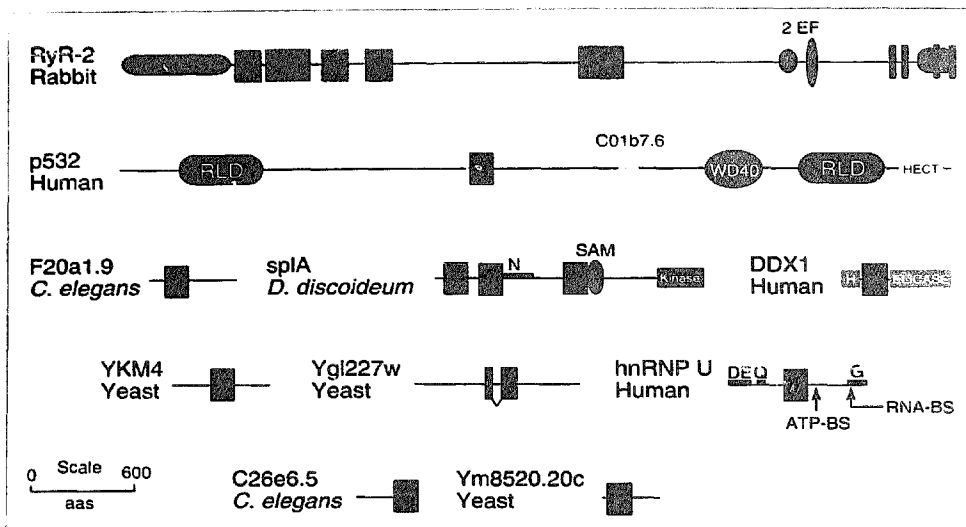 2 EF
RyR-2
Rabbit
C01b7.6
p532
Human
RLD
WD40
RLD
HECT
F20a1.9
C. elegans
splA
D. discoideum
N
SAM
Kinase
DDX1
Human
YKM4
Yeast
Ygl227w
Yeast
hnRNP U
Human
DE Q
G
RNA-BS
ATP-BS
0 Scale 600
aas
C26e6.5
C. elegans
Ym8520.20c
Yeast